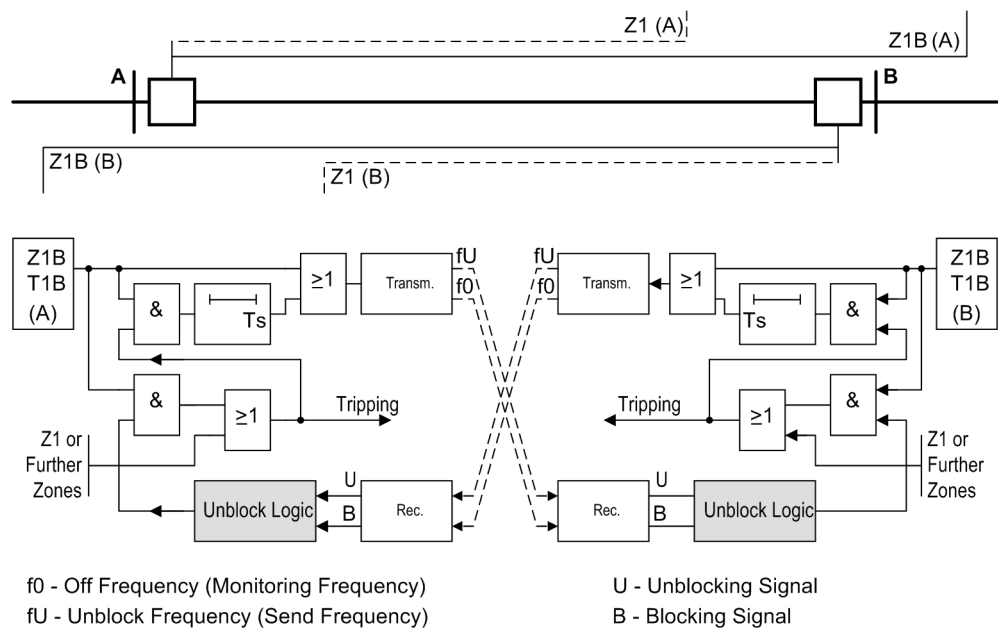 Z1 (A)
Z1B (A)
A
B
Z1B (B)
Z1 (B)
Z1B
T1B
(A)
&
Ts
≥1
Transm.
fU
f0
fU
f0
Transm.
≥1
Ts
&
Z1B
T1B
(B)
&
≥1
Tripping
Tripping
≥1
&
Z1 or
Further
Zones
Z1 or
Further
Zones
Unblock Logic
U
B
Rec.
Rec.
U
B
Unblock Logic
f0 - Off Frequency (Monitoring Frequency)
fU - Unblock Frequency (Send Frequency)
U - Unblocking Signal
B - Blocking Signal